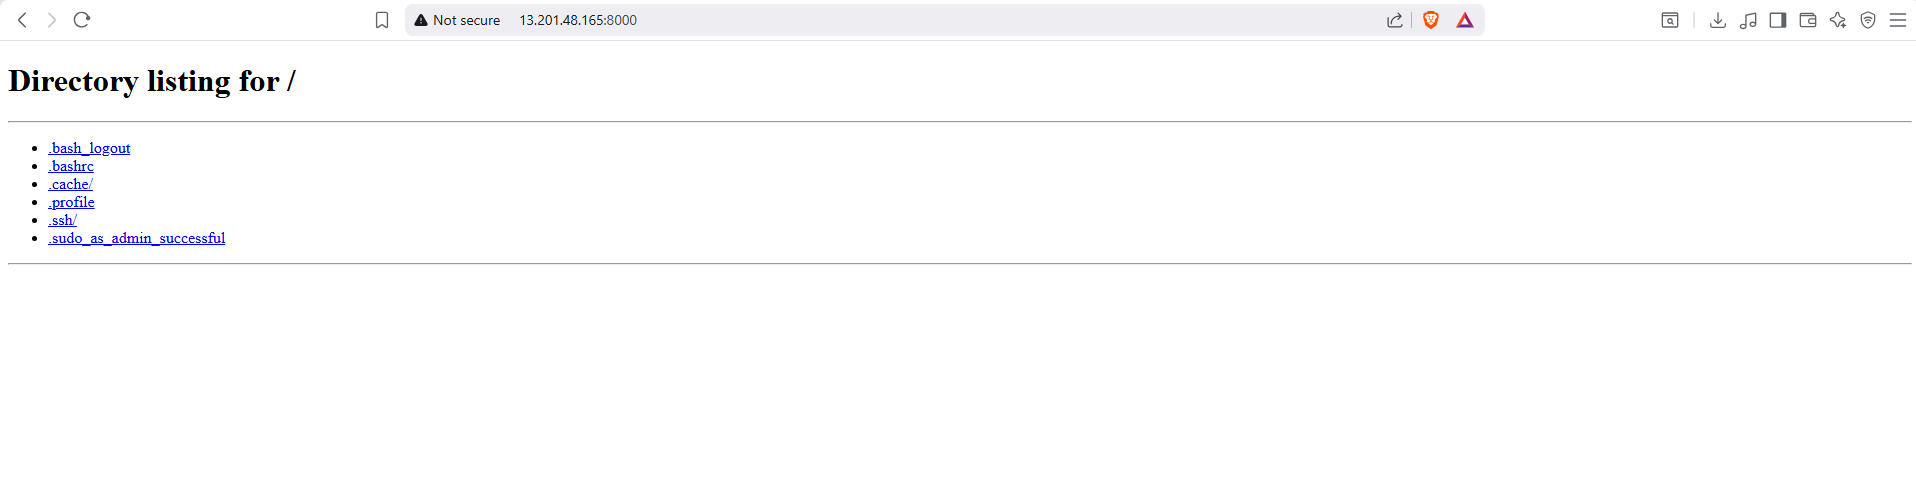 Not secure 13.201.48.165:8000
Directory listing for /
.bash_logout
.bashrc
.cache/
.profile
.ssh/
.sudo_as_admin_successful